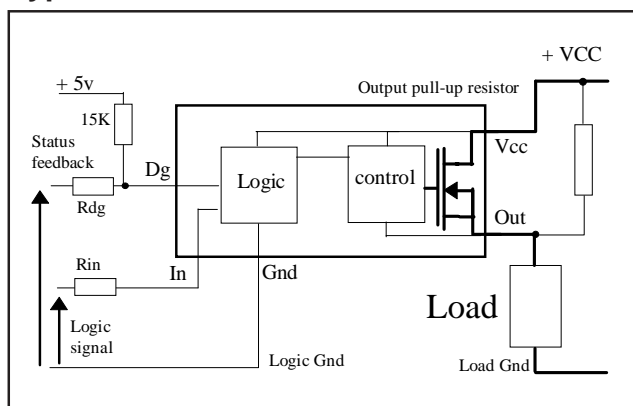 + VCC
+ 5v
Output pull-up resistor
15K
Status
feedback
Dg
Vcc
Logic
control
Rdg
Out
Rin
In
Gnd
Load
Logic
signal
Logic Gnd
Load Gnd